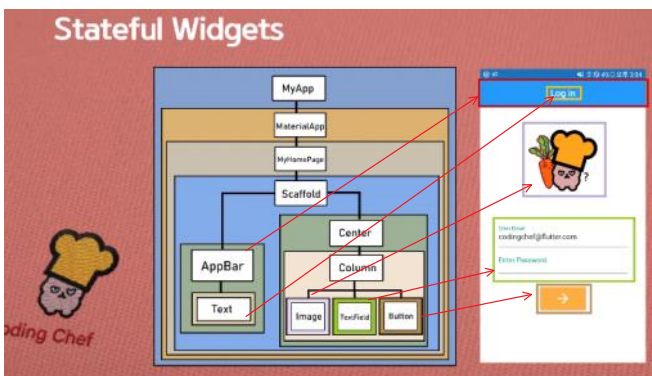 Stateful Widgets
MyApp
MaterialApp
MyHomePage
Scaffold
Center
AppBar
Column
Text
Image
TextField
Button
Log in
?
codingchef@flutter.com
Enter Password
oding Chef